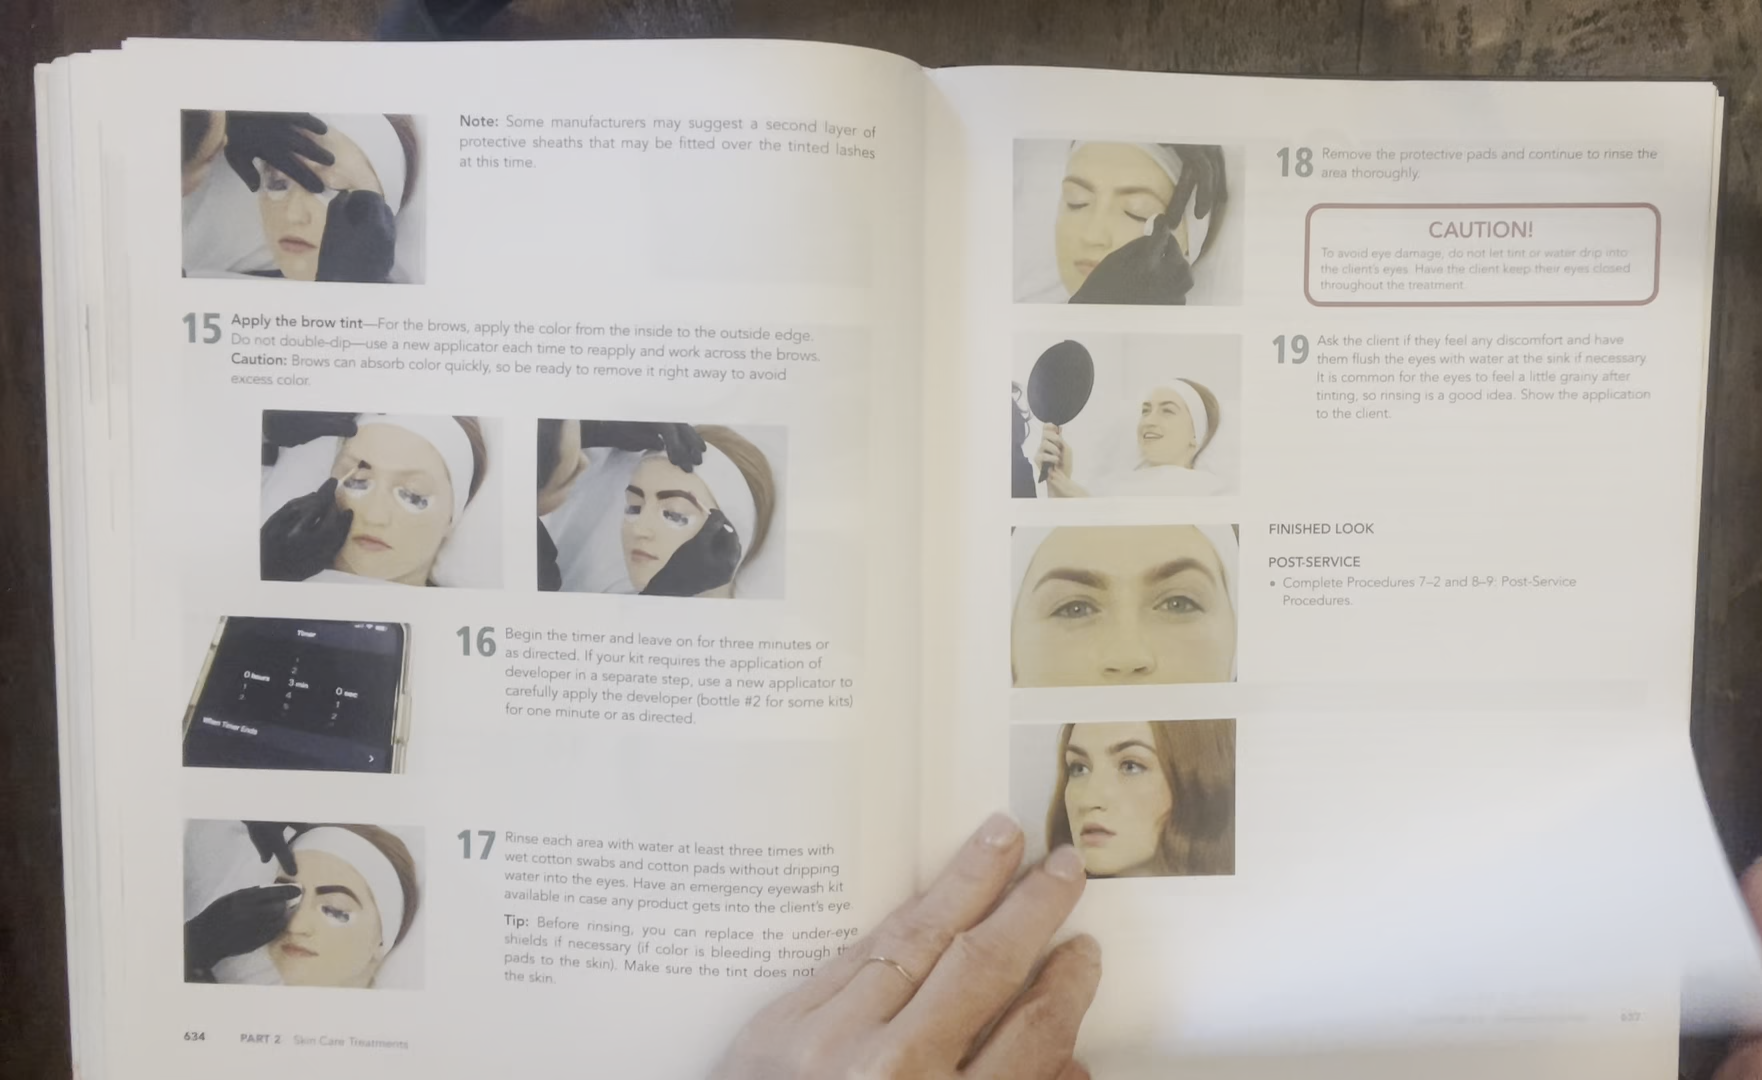 Note: Some manufacturers may suggest a second layer of
protective sheaths that may be fitted over the tinted lashes
at this time.
15 Apply the brow tint—For the brows, apply the color from the inside to the outside edge.
Do not double-dip—use a new applicator each time to reapply and work across the brows.
Caution: Brows can absorb color quickly, so be ready to remove it right away to avoid
excess color.
Timer
1
2
0 hours 3 min 0 sec
1 4 1
2 5 2
When Timer Ends
16 Begin the timer and leave on for three minutes or
as directed. If your kit requires the application of
developer in a separate step, use a new applicator to
carefully apply the developer (bottle #2 for some kits)
for one minute or as directed.
17 Rinse each area with water at least three times with
wet cotton swabs and cotton pads without dripping
water into the eyes. Have an emergency eyewash kit
available in case any product gets into the client's eye.
Tip: Before rinsing, you can replace the under-eye
shields if necessary (if color is bleeding through
pads to the skin). Make sure the tint does not
the skin.
634 PART 2 Skin Care Treatments
18 Remove the protective pads and continue to rinse the
area thoroughly.
CAUTION!
To avoid eye damage, do not let tint or water drip into
the client's eyes. Have the client keep their eyes closed
throughout the treatment.
19 Ask the client if they feel any discomfort and have
them flush the eyes with water at the sink if necessary
It is common for the eyes to feel a little grainy after
tinting, so rinsing is a good idea. Show the application
to the client.
FINISHED LOOK
POST-SERVICE
• Complete Procedures 7–2 and 8–9: Post-Service
Procedures.